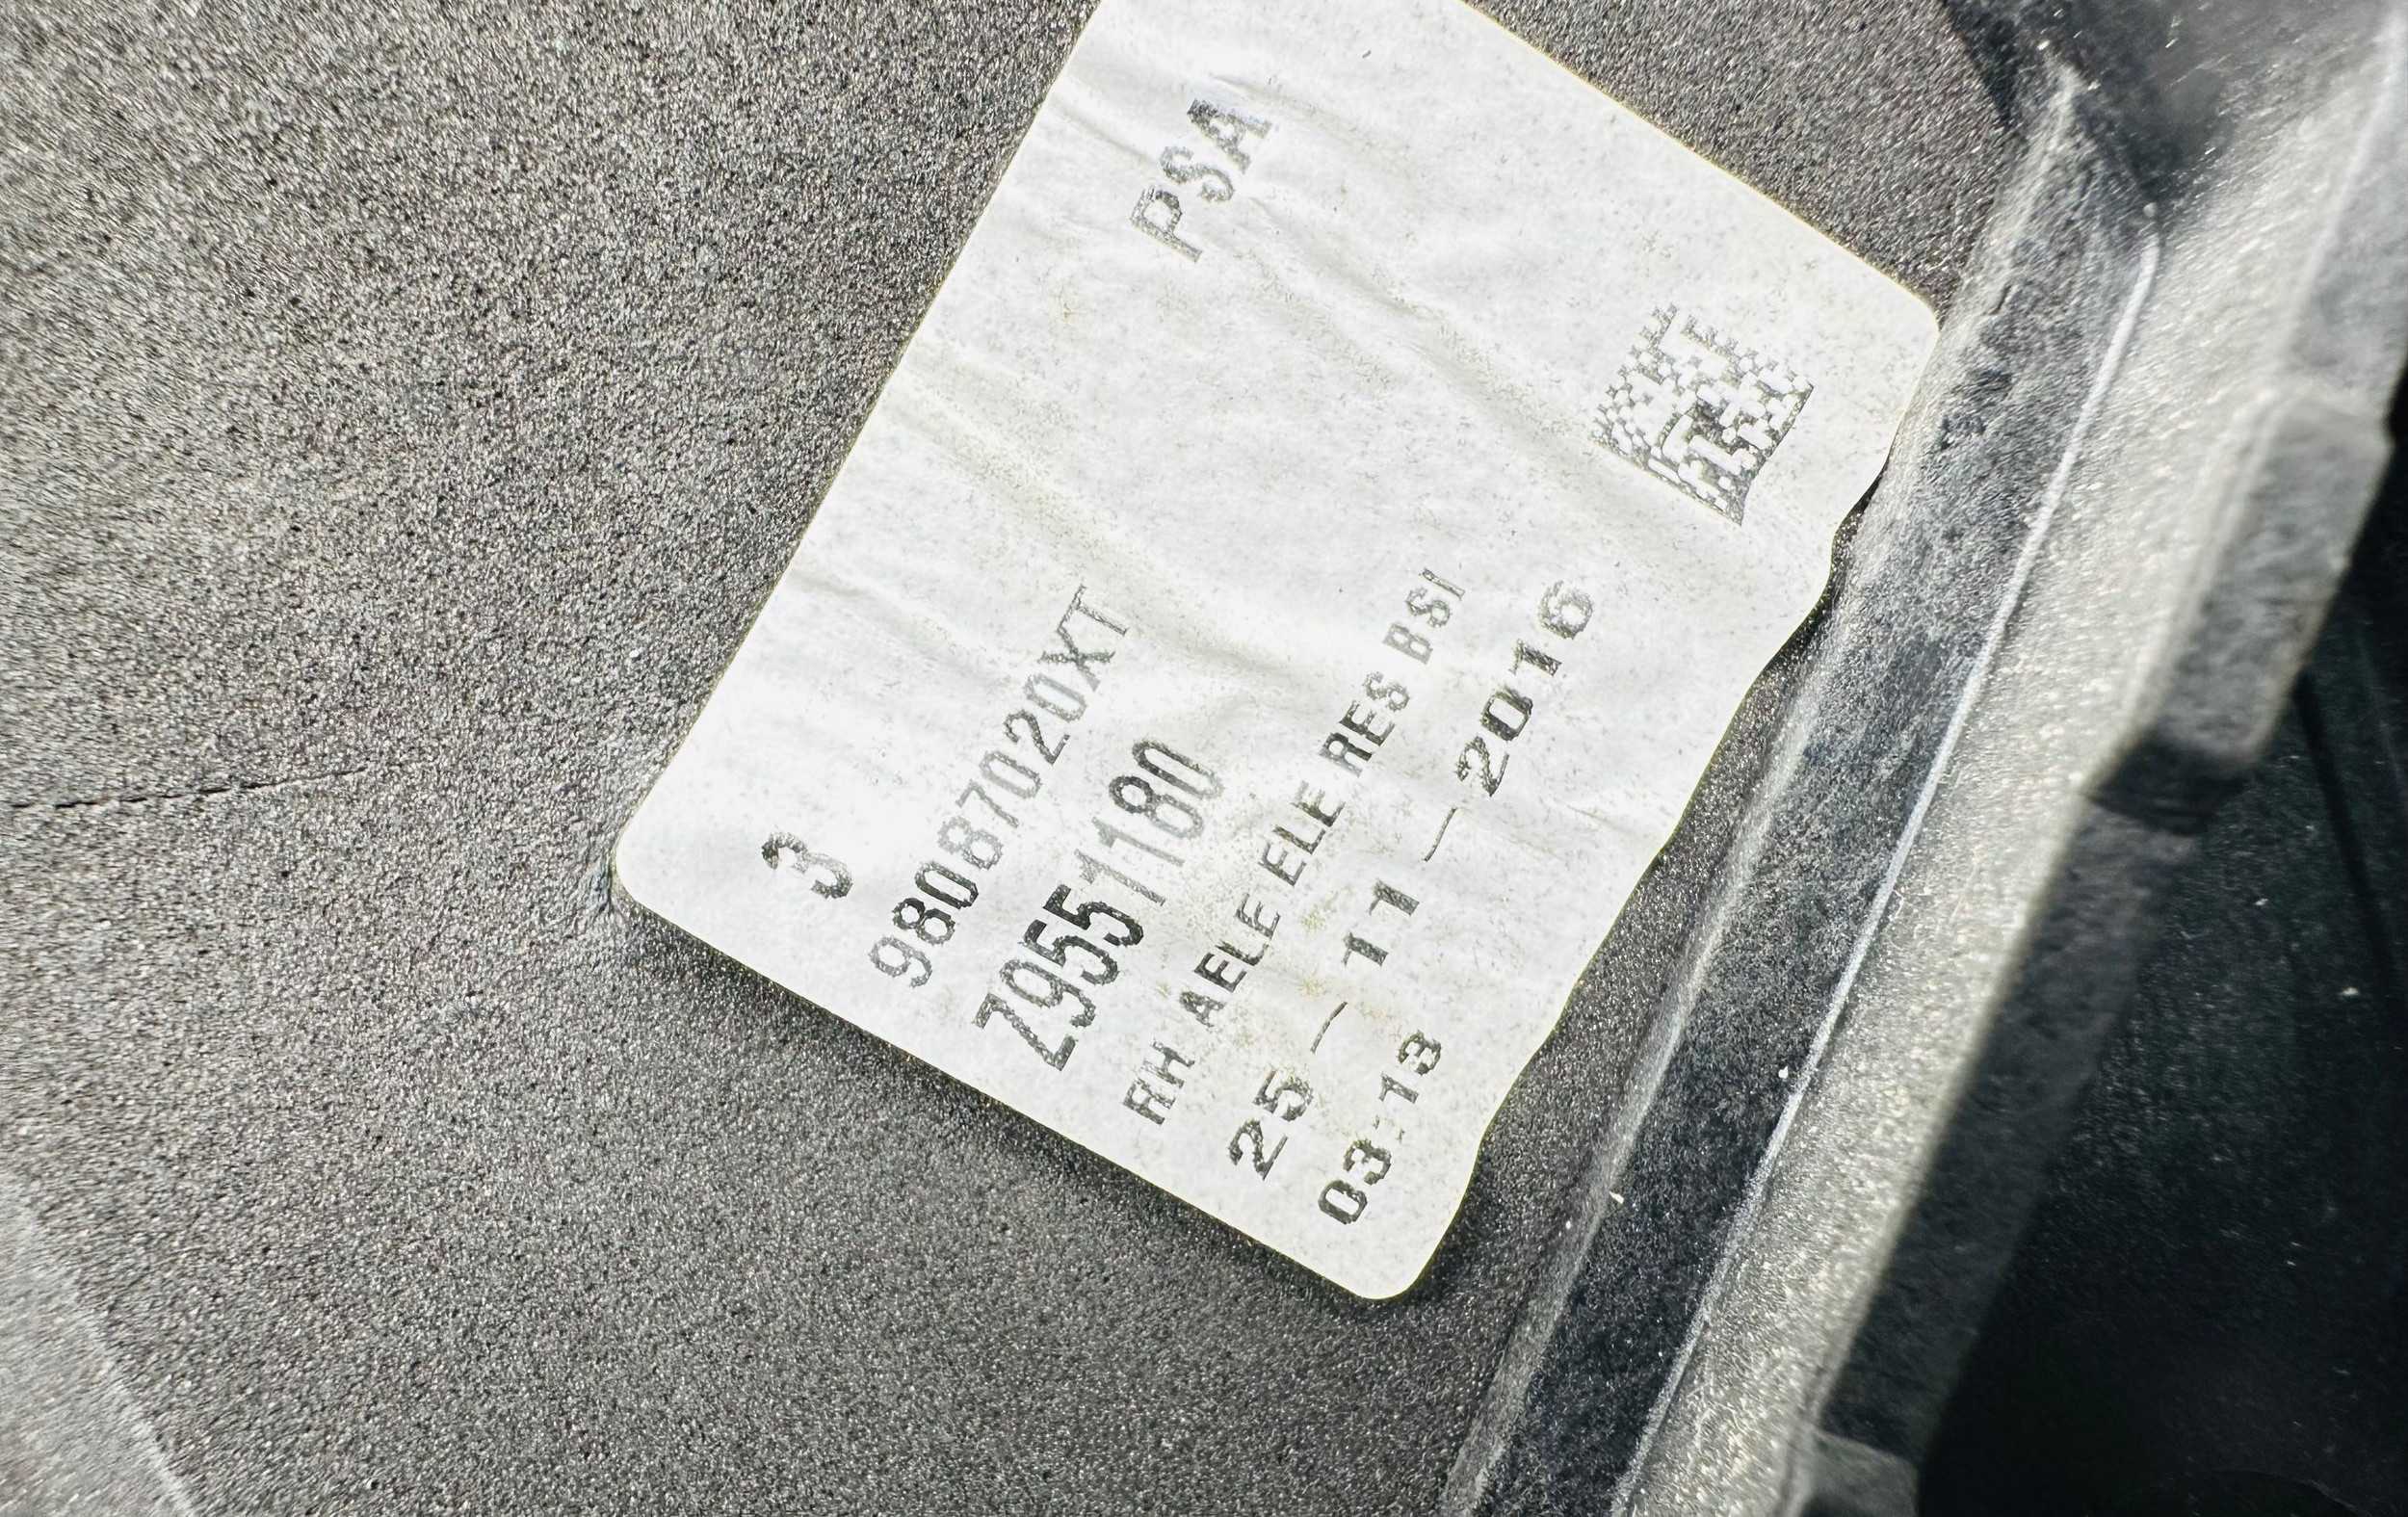 PSA
3
98087020XT
Z9551180
RH AELE ELE RES BSI
25-11-2016
03:13